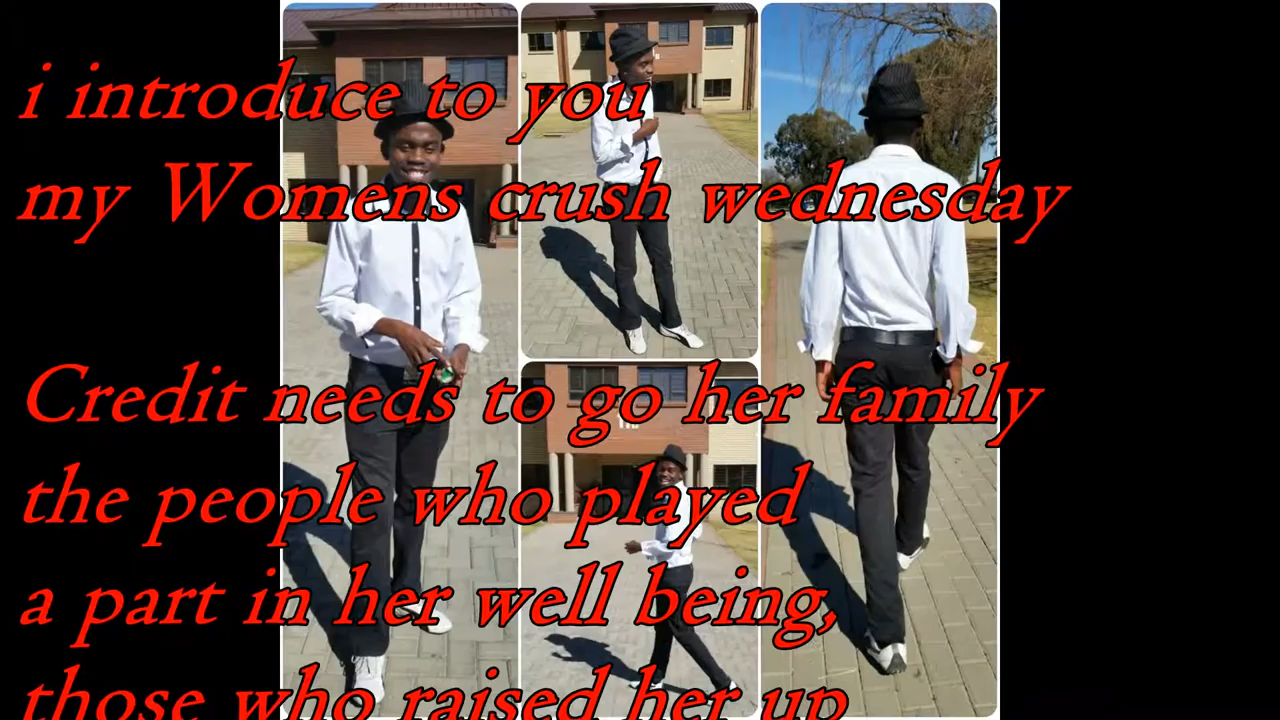 i introduce to you
my Womens crush wednesday
Credit needs to go her family
the people who played
a part in her well being,
those who raised her up